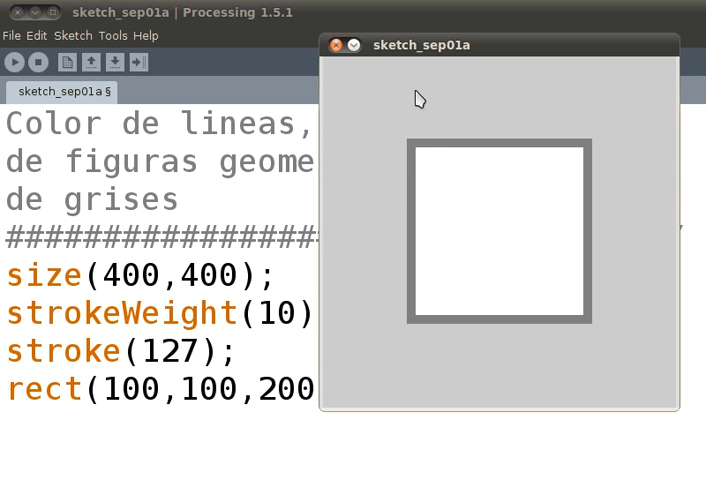 sketch_sep01a | Processing 1.5.1
File Edit Sketch Tools Help
sketch_sep01a §
sketch_sep01a
Color de lineas,
de figuras geome
de grises
##################
size(400,400);
strokeWeight(10)
stroke(127);
rect(100,100,200